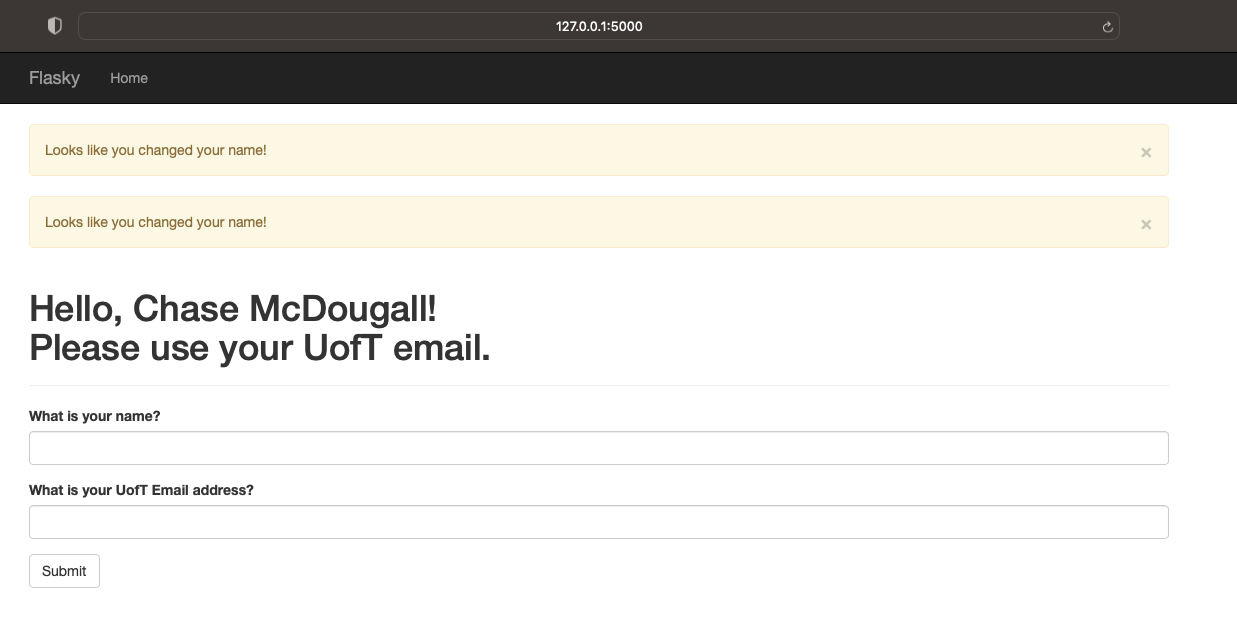 127.0.0.1:5000
Flasky Home
Looks like you changed your name! ×
Looks like you changed your name! ×
Hello, Chase McDougall!
Please use your UofT email.
What is your name?
What is your UofT Email address?
Submit